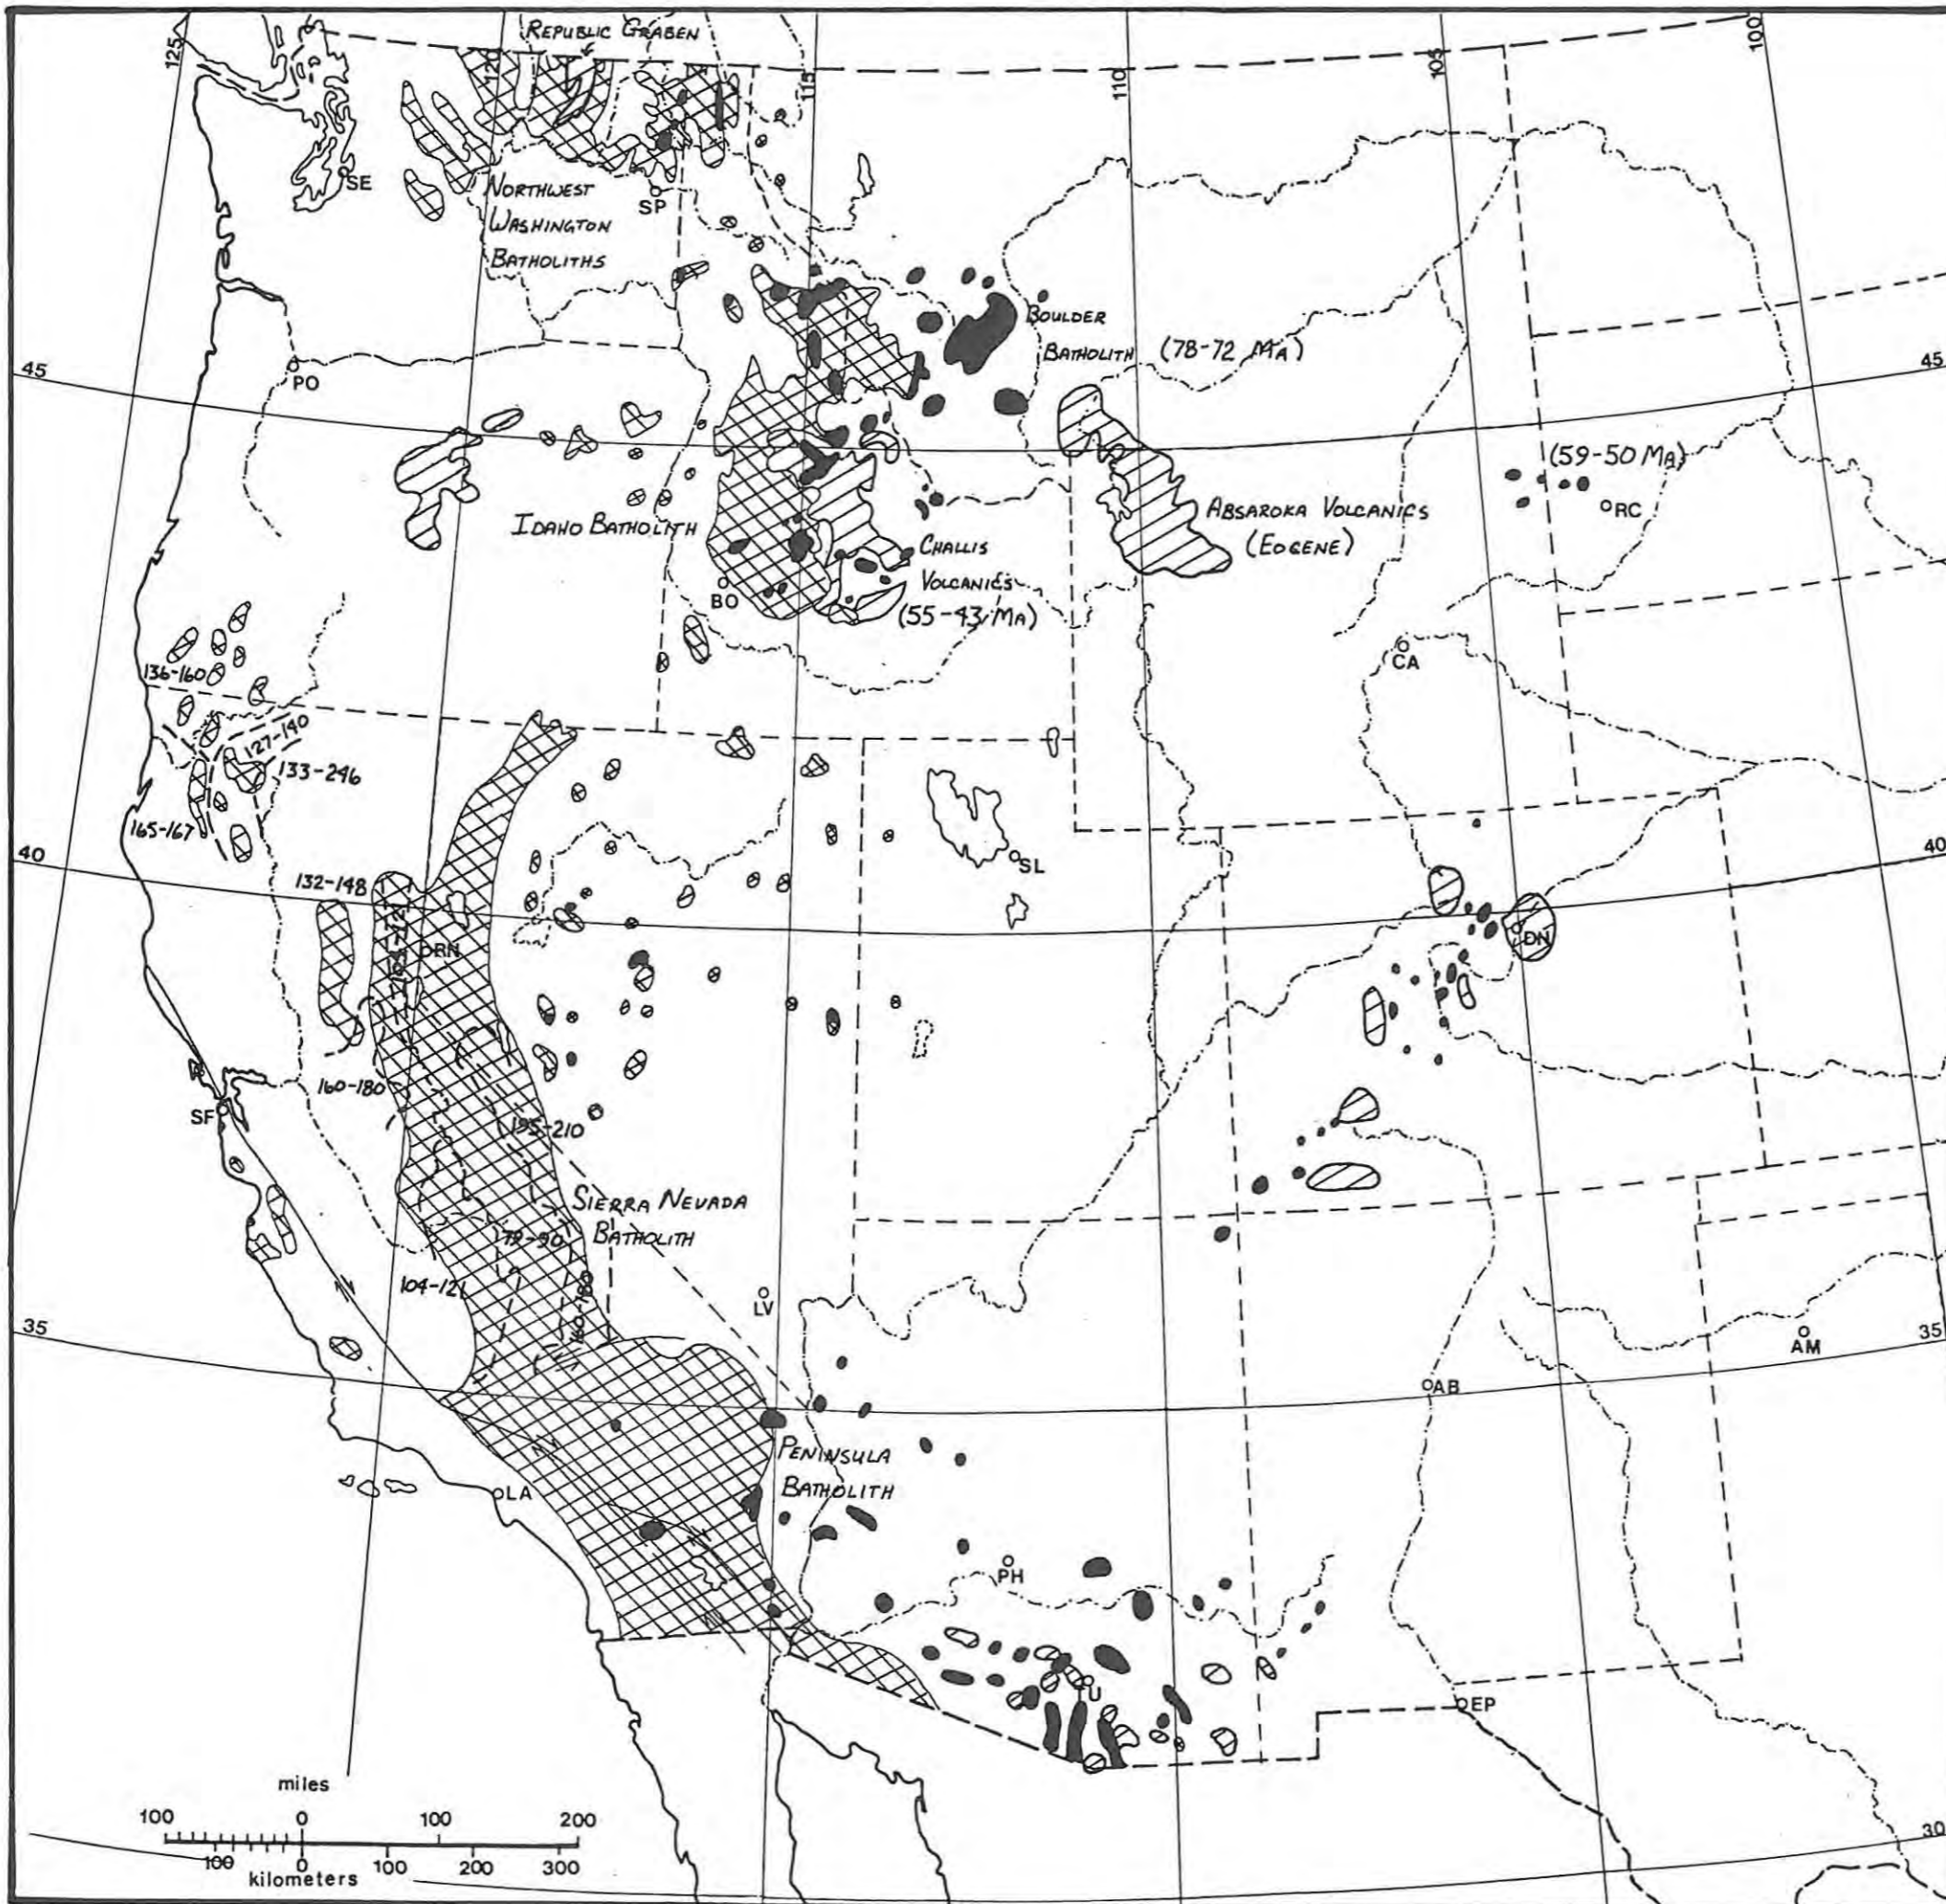 REPUBLIC GRABEN
125
120
115
110
105
100
SE
NORTHWEST
WASHINGTON
BATHOLITHS
SP
PO
BOULDER
BATHOLITH (78-72 MA)
45
45
(59-50 MA)
RC
IDAHO BATHOLITH
ABSAROKA VOLCANICS
(EOCENE)
CHALLIS
VOLCANICS
(55-43 MA)
BO
CA
136-160
127-140
133-246
165-167
40
40
SL
132-148
RN
DN
160-180
SF
195-210
SIERRA NEVADA
BATHOLITH
79-90
104-121
160-180
LV
35
35
AM
AB
PENINSULA
BATHOLITH
LA
PH
TU
EP
miles
100 0 100 200
100 0 100 200 300
kilometers
30